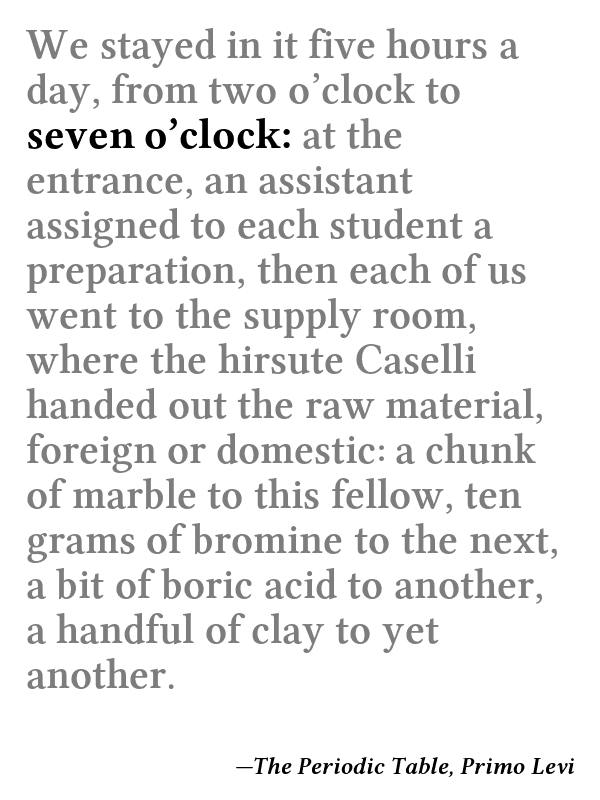 We stayed in it five hours a
day, from two o’clock to
seven o’clock: at the
entrance, an assistant
assigned to each student a
preparation, then each of us
went to the supply room,
where the hirsute Caselli
handed out the raw material,
foreign or domestic: a chunk
of marble to this fellow, ten
grams of bromine to the next,
a bit of boric acid to another,
a handful of clay to yet
another.
—The Periodic Table, Primo Levi